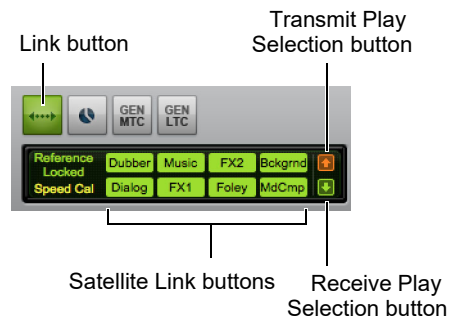 Transmit Play
Selection button
Link button
GEN
MTC
GEN
LTC
Reference
Locked
Dubber Music FX2 Bckgrnd
Speed Cal
Dialog FX1 Foley MdCmp
Satellite Link buttons
Receive Play
Selection button